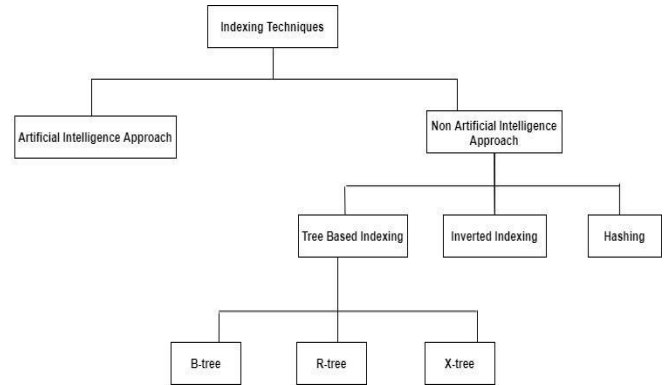 Indexing Techniques
Artificial Intelligence Approach
Non Artificial Intelligence
Approach
Tree Based Indexing
Inverted Indexing
Hashing
B-tree
R-tree
X-tree